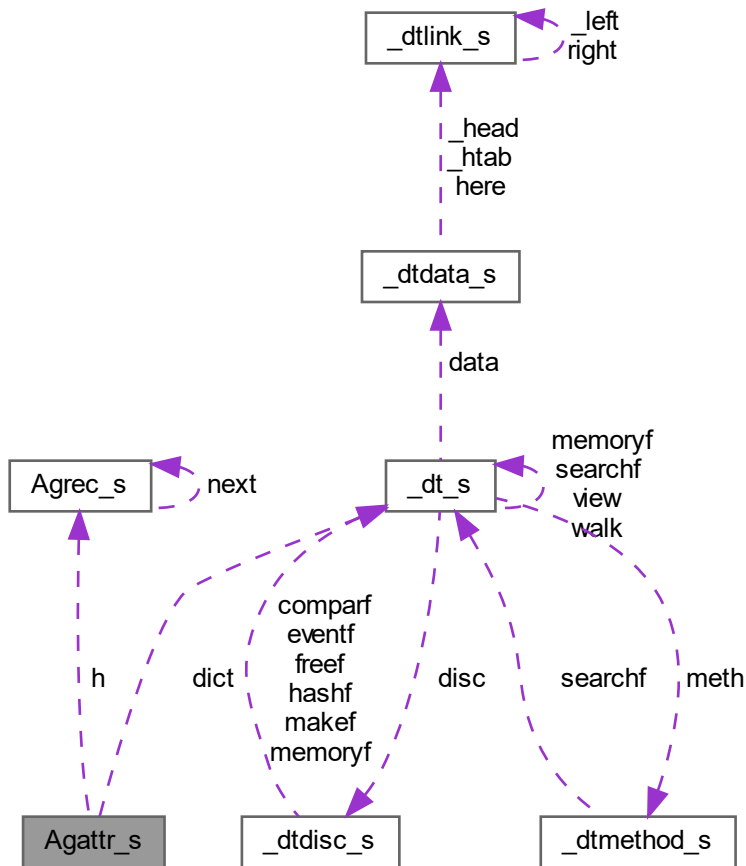 _dtlink_s
_left
right
_head
_htab
here
_dtdata_s
data
Agrec_s
next
_dt_s
memoryf
searchf
view
walk
h
dict
comparf
eventf
freef
hashf
makef
memoryf
disc
searchf
meth
Agattr_s
_dtdisc_s
_dtmethod_s